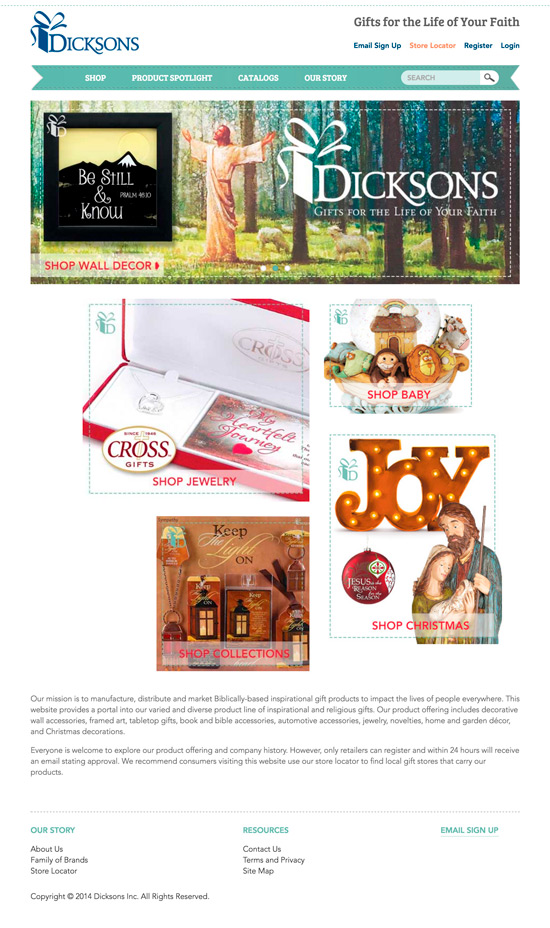 Gifts for the Life of Your Faith
DICKSONS
Email Sign Up Store Locator Register Login
SHOP PRODUCT SPOTLIGHT CATALOGS OUR STORY SEARCH
D
BE STILL
&
KNOW
PSALM 46:10
DICKSONS
GIFTS FOR THE LIFE OF YOUR FAITH
SHOP WALL DECOR
D
CROSS
My
Heartfelt
Journey
SINCE 1846
CROSS
GIFTS
SHOP JEWELRY
D
SHOP BABY
D
JOY
JESUS is the
REASON
for the
SEASON
SHOP CHRISTMAS
Keep
The Light
ON
SHOP COLLECTIONS
Our mission is to manufacture, distribute and market Biblically-based inspirational gift products to impact the lives of people everywhere. This
website provides a portal into our varied and diverse product line of inspirational and religious gifts. Our product offering includes decorative
wall accessories, framed art, tabletop gifts, book and bible accessories, automotive accessories, jewelry, novelties, home and garden décor,
and Christmas decorations.
Everyone is welcome to explore our product offering and company history. However, only retailers can register and within 24 hours will receive
an email stating approval. We recommend consumers visiting this website use our store locator to find local gift stores that carry our
products.
OUR STORY RESOURCES EMAIL SIGN UP
About Us Contact Us
Family of Brands Terms and Privacy
Store Locator Site Map
Copyright © 2014 Dicksons Inc. All Rights Reserved.